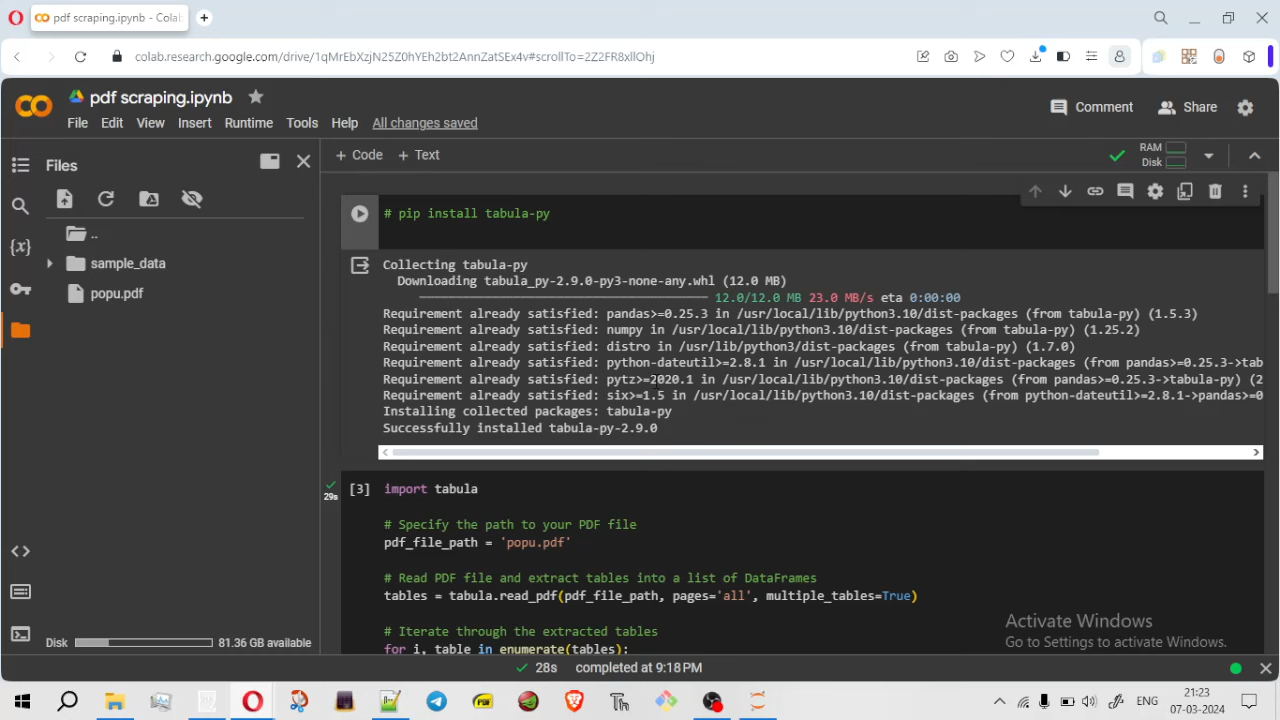 pdf scraping.ipynb - Colab
colab.research.google.com/drive/1qMrEbXzjN25Z0hYEh2bt2AnnZatSEx4v#scrollTo=2Z2FR8xllOhj
pdf scraping.ipynb
Comment
Share
File Edit View Insert Runtime Tools Help All changes saved
Files
+ Code + Text
RAM
Disk
..
sample_data
popu.pdf
{x}
# pip install tabula-py
Collecting tabula-py
Downloading tabula_py-2.9.0-py3-none-any.whl (12.0 MB)
12.0/12.0 MB 23.0 MB/s eta 0:00:00
Requirement already satisfied: pandas>=0.25.3 in /usr/local/lib/python3.10/dist-packages (from tabula-py) (1.5.3)
Requirement already satisfied: numpy in /usr/local/lib/python3.10/dist-packages (from tabula-py) (1.25.2)
Requirement already satisfied: distro in /usr/lib/python3/dist-packages (from tabula-py) (1.7.0)
Requirement already satisfied: python-dateutil>=2.8.1 in /usr/local/lib/python3.10/dist-packages (from pandas>=0.25.3->tab
Requirement already satisfied: pytz>=2020.1 in /usr/local/lib/python3.10/dist-packages (from pandas>=0.25.3->tabula-py) (2
Requirement already satisfied: six>=1.5 in /usr/local/lib/python3.10/dist-packages (from python-dateutil>=2.8.1->pandas>=0
Installing collected packages: tabula-py
Successfully installed tabula-py-2.9.0
29s
[3] import tabula
# Specify the path to your PDF file
pdf_file_path = 'popu.pdf'
# Read PDF file and extract tables into a list of DataFrames
tables = tabula.read_pdf(pdf_file_path, pages='all', multiple_tables=True)
# Iterate through the extracted tables
for i, table in enumerate(tables):
Activate Windows
Go to Settings to activate Windows.
Disk 81.36 GB available
28s completed at 9:18 PM
ENG
21:23
07-03-2024